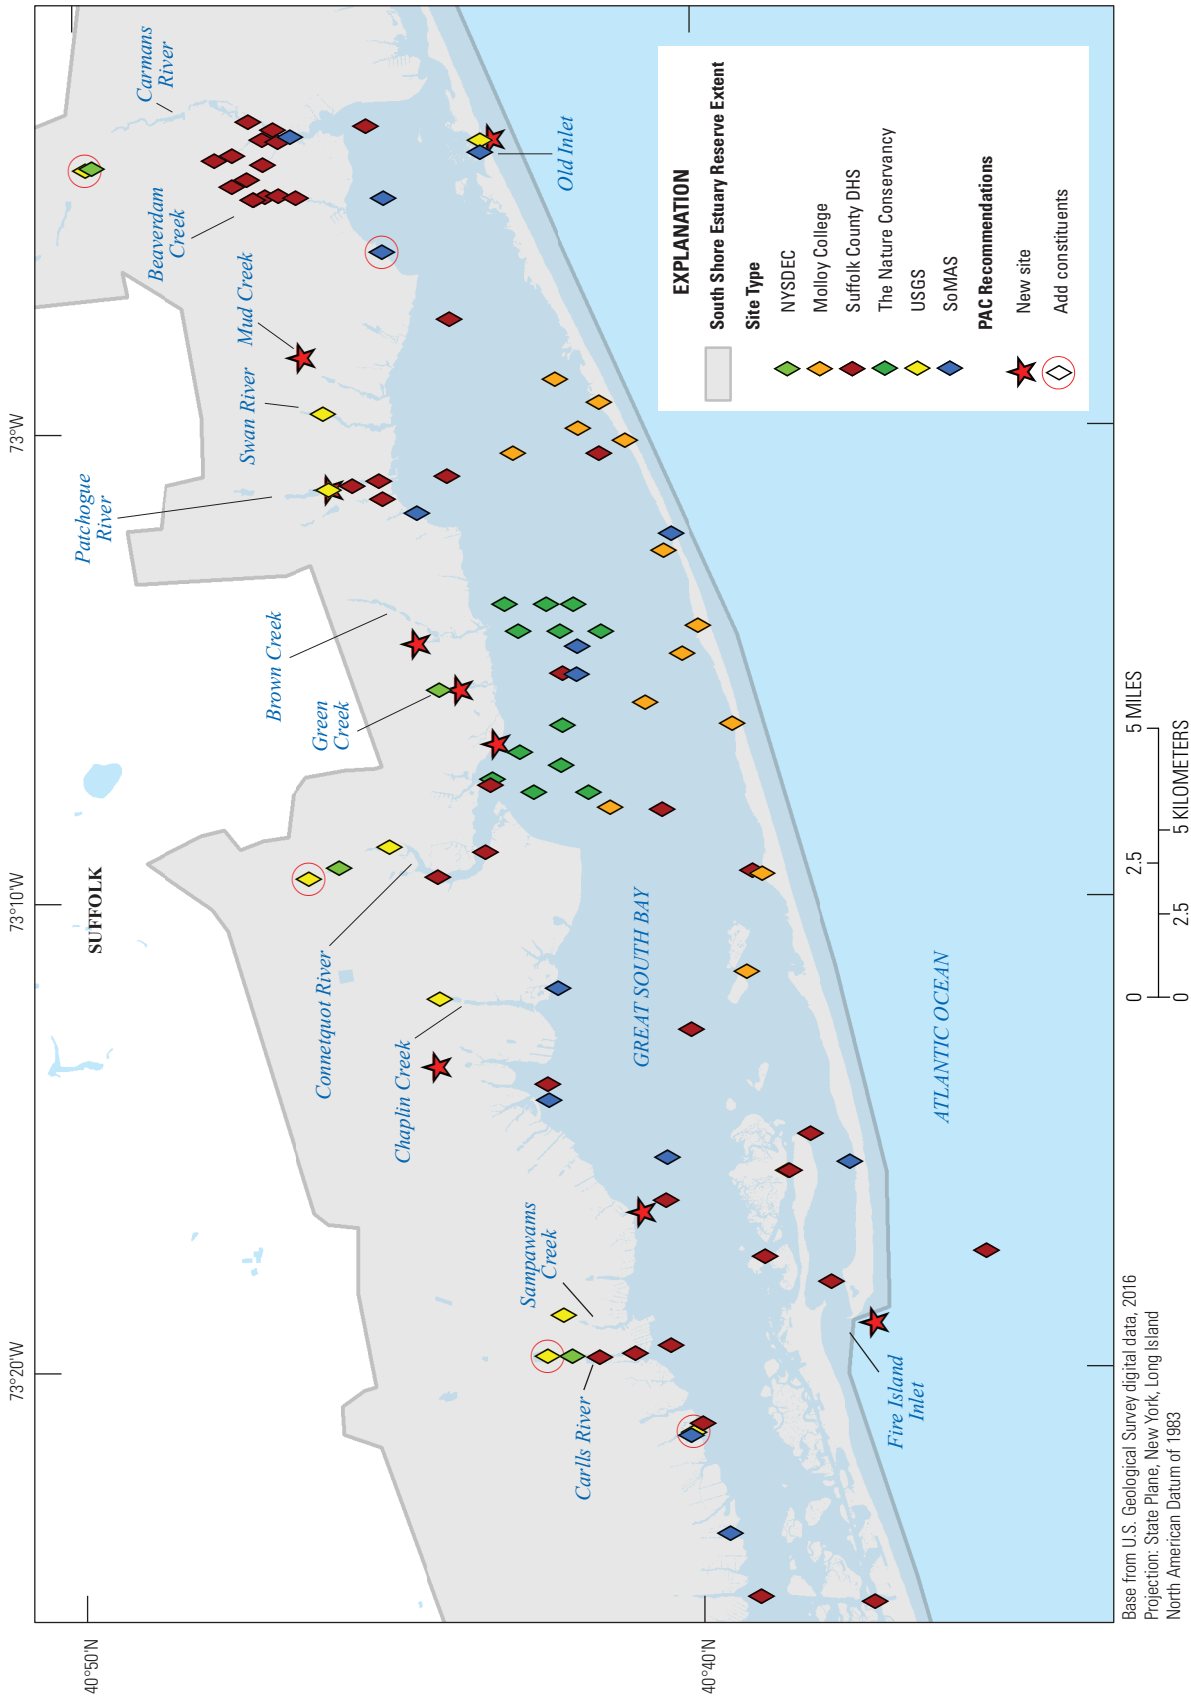 73°20'W
73°10'W
73°W
40°50'N
40°40'N
SUFFOLK
Carlls River
Sampawams
Creek
Chaplin Creek
Connetquot River
Green
Creek
Brown Creek
Patchogue
River
Swan River
Mud Creek
Beaverdam
Creek
Carmans
River
GREAT SOUTH BAY
Fire Island
Inlet
Old Inlet
ATLANTIC OCEAN
EXPLANATION
South Shore Estuary Reserve Extent
Site Type
NYSDEC
Molloy College
Suffolk County DHS
The Nature Conservancy
USGS
SoMAS
PAC Recommendations
New site
Add constituents
0 2.5 5 MILES
0 2.5 5 KILOMETERS
Base from U.S. Geological Survey digital data, 2016
Projection: State Plane, New York, Long Island
North American Datum of 1983